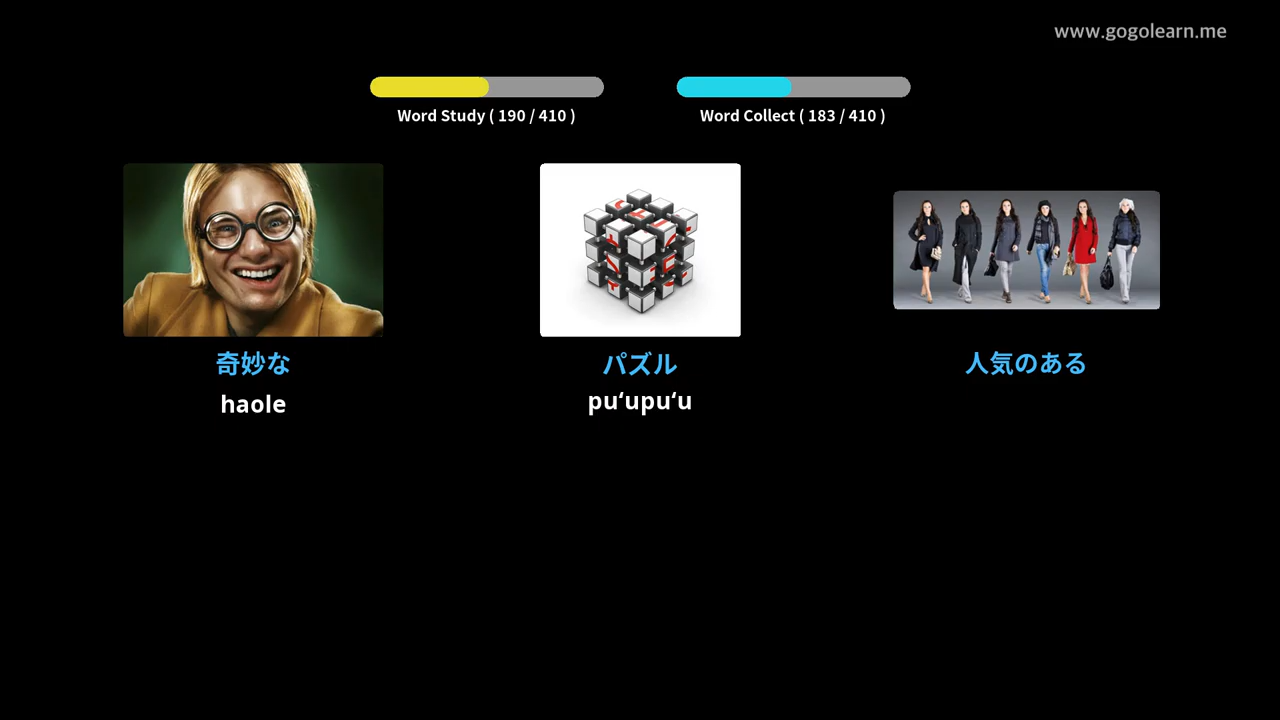 www.gogolearn.me
Word Study ( 190 / 410 )
Word Collect ( 183 / 410 )
奇妙な
haole
パズル
puʻupuʻu
人気のある